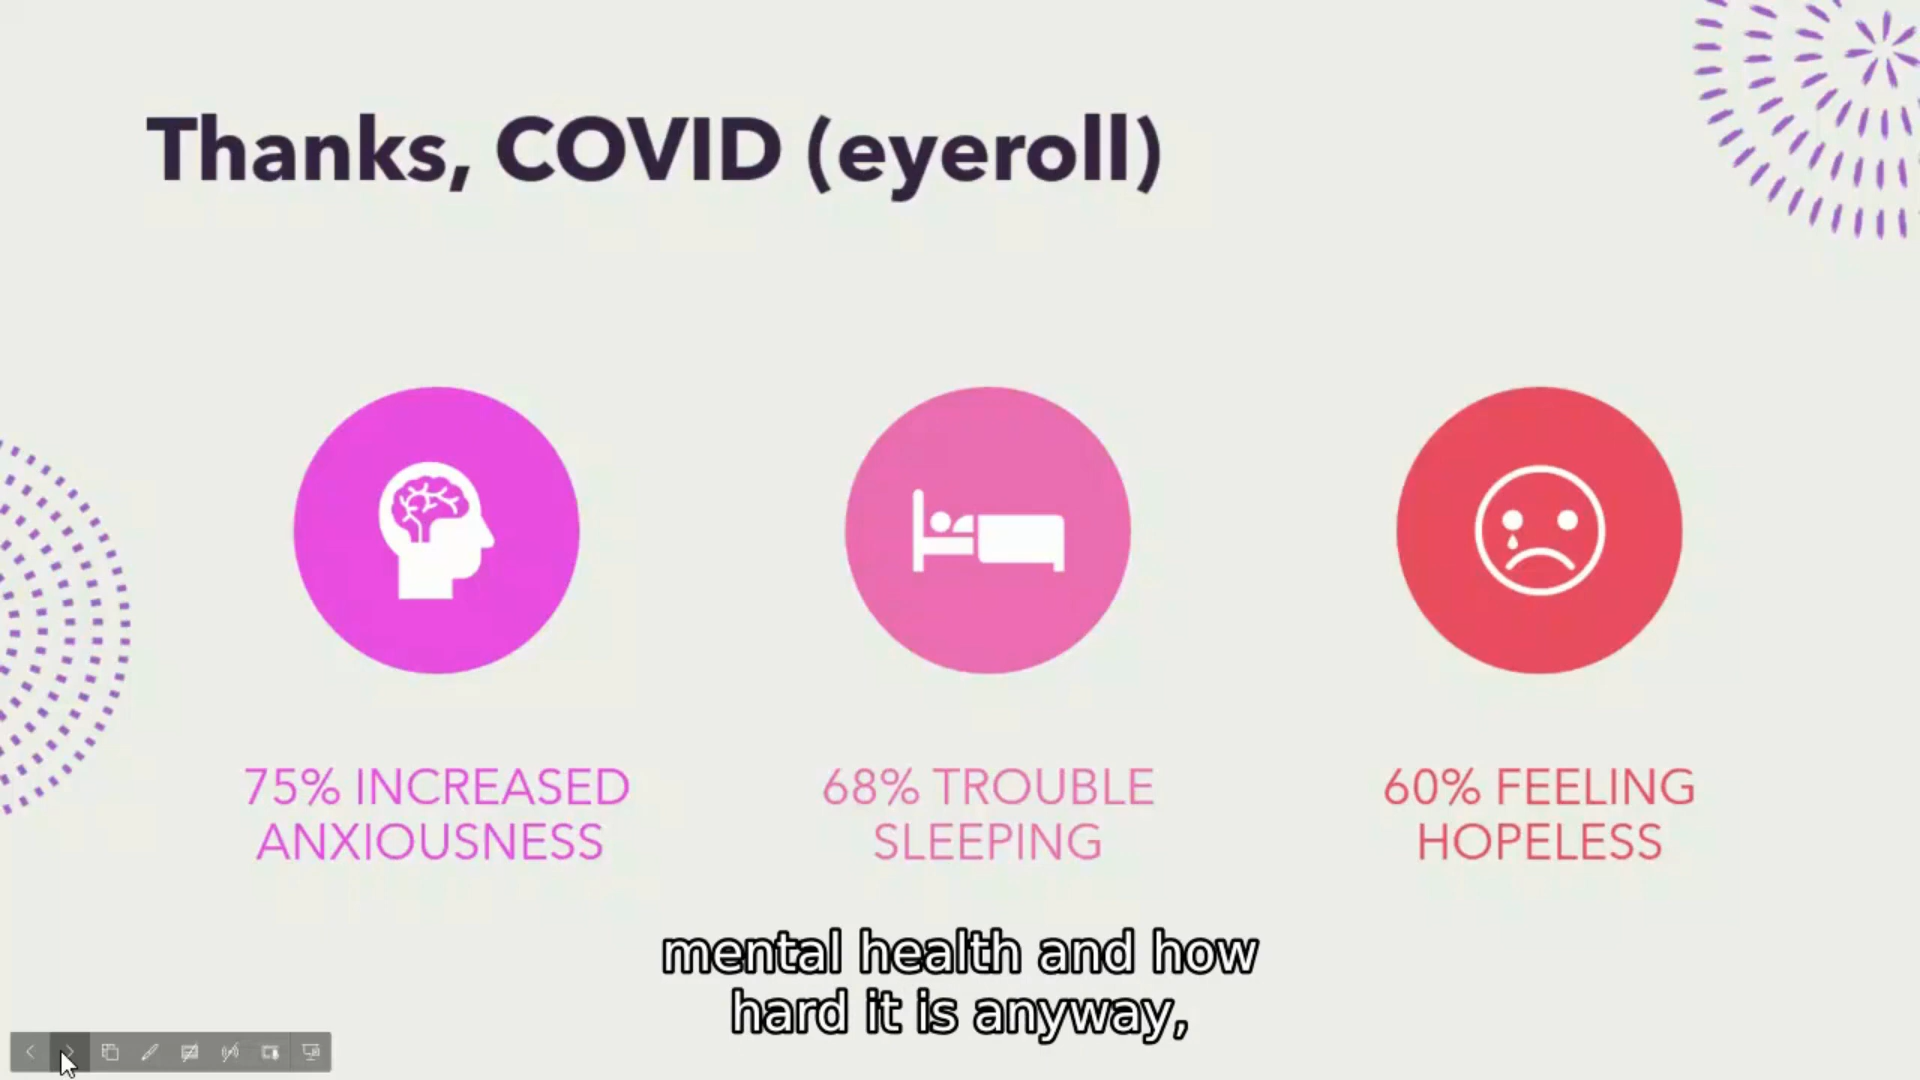 Thanks, COVID (eyeroll)
75% INCREASED
ANXIOUSNESS
68% TROUBLE
SLEEPING
60% FEELING
HOPELESS
mental health and how
hard it is anyway,